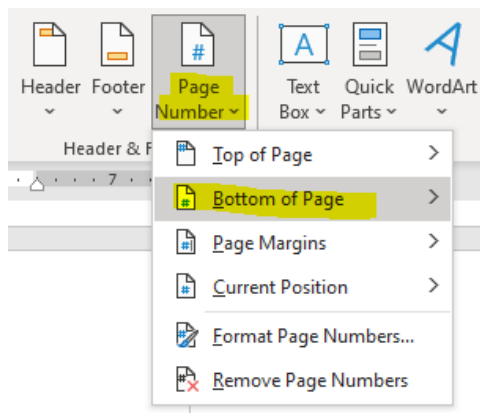 Header Footer Page Text Quick WordArt
Number Box Parts
Header & F
7
Top of Page
Bottom of Page
Page Margins
Current Position
Format Page Numbers...
Remove Page Numbers